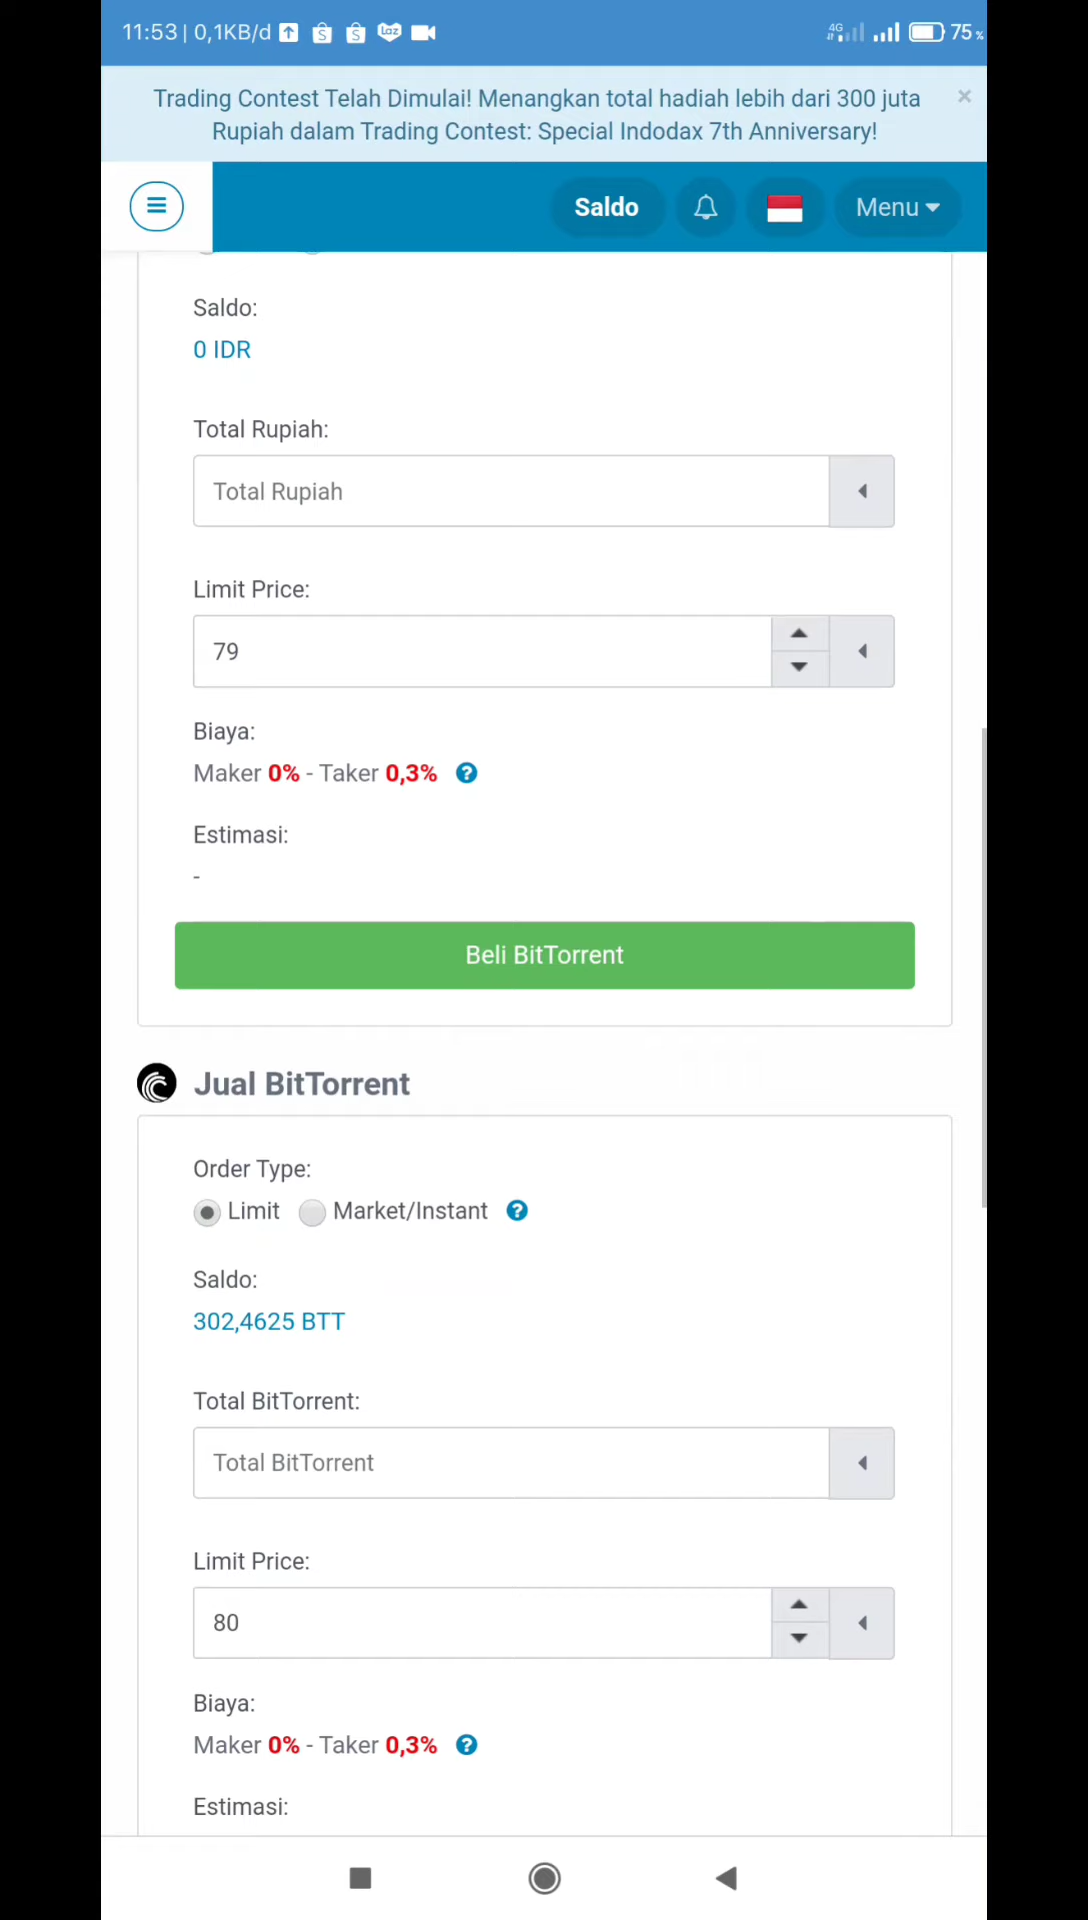 11:53 | 0,1KB/d
4G
75 %
Trading Contest Telah Dimulai! Menangkan total hadiah lebih dari 300 juta
Rupiah dalam Trading Contest: Special Indodax 7th Anniversary!
×
Saldo
Menu
Saldo:
0 IDR
Total Rupiah:
Total Rupiah
Limit Price:
79
Biaya:
Maker 0% - Taker 0,3% ?
Estimasi:
-
Beli BitTorrent
Jual BitTorrent
Order Type:
Limit Market/Instant ?
Saldo:
302,4625 BTT
Total BitTorrent:
Total BitTorrent
Limit Price:
80
Biaya:
Maker 0% - Taker 0,3% ?
Estimasi: